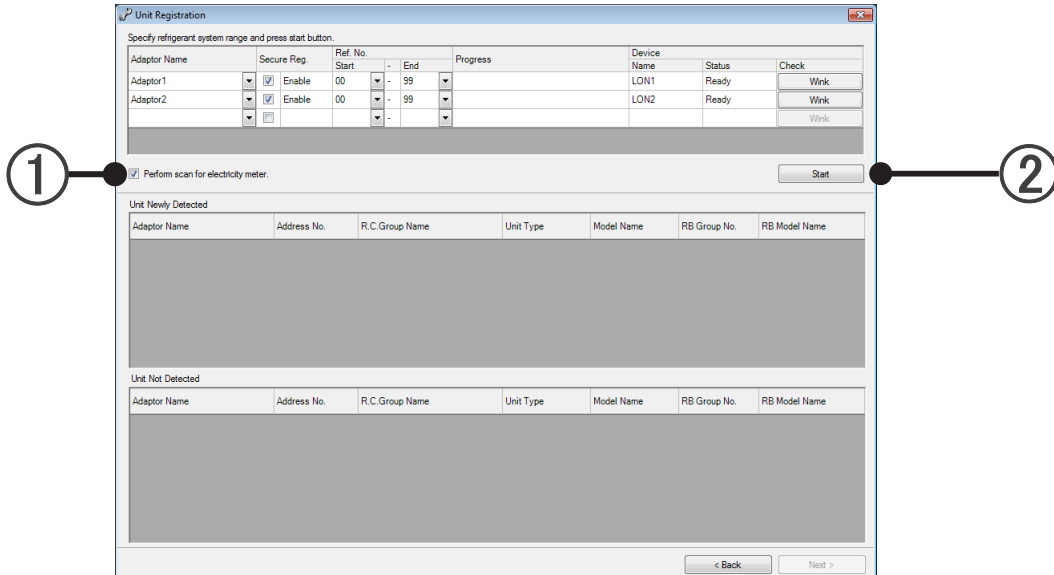 Unit Registration
Specify refrigerant system range and press start button.
Adaptor Name Secure Reg. Ref. No. Progress Device
Start - End Name Status Check
Adaptor1 Enable 00 - 99 LON1 Ready Wink
Adaptor2 Enable 00 - 99 LON2 Ready Wink
- Wink
① Perform scan for electricity meter. Start ②
Unit Newly Detected
Adaptor Name Address No. R.C.Group Name Unit Type Model Name RB Group No. RB Model Name
Unit Not Detected
Adaptor Name Address No. R.C.Group Name Unit Type Model Name RB Group No. RB Model Name
< Back Next >